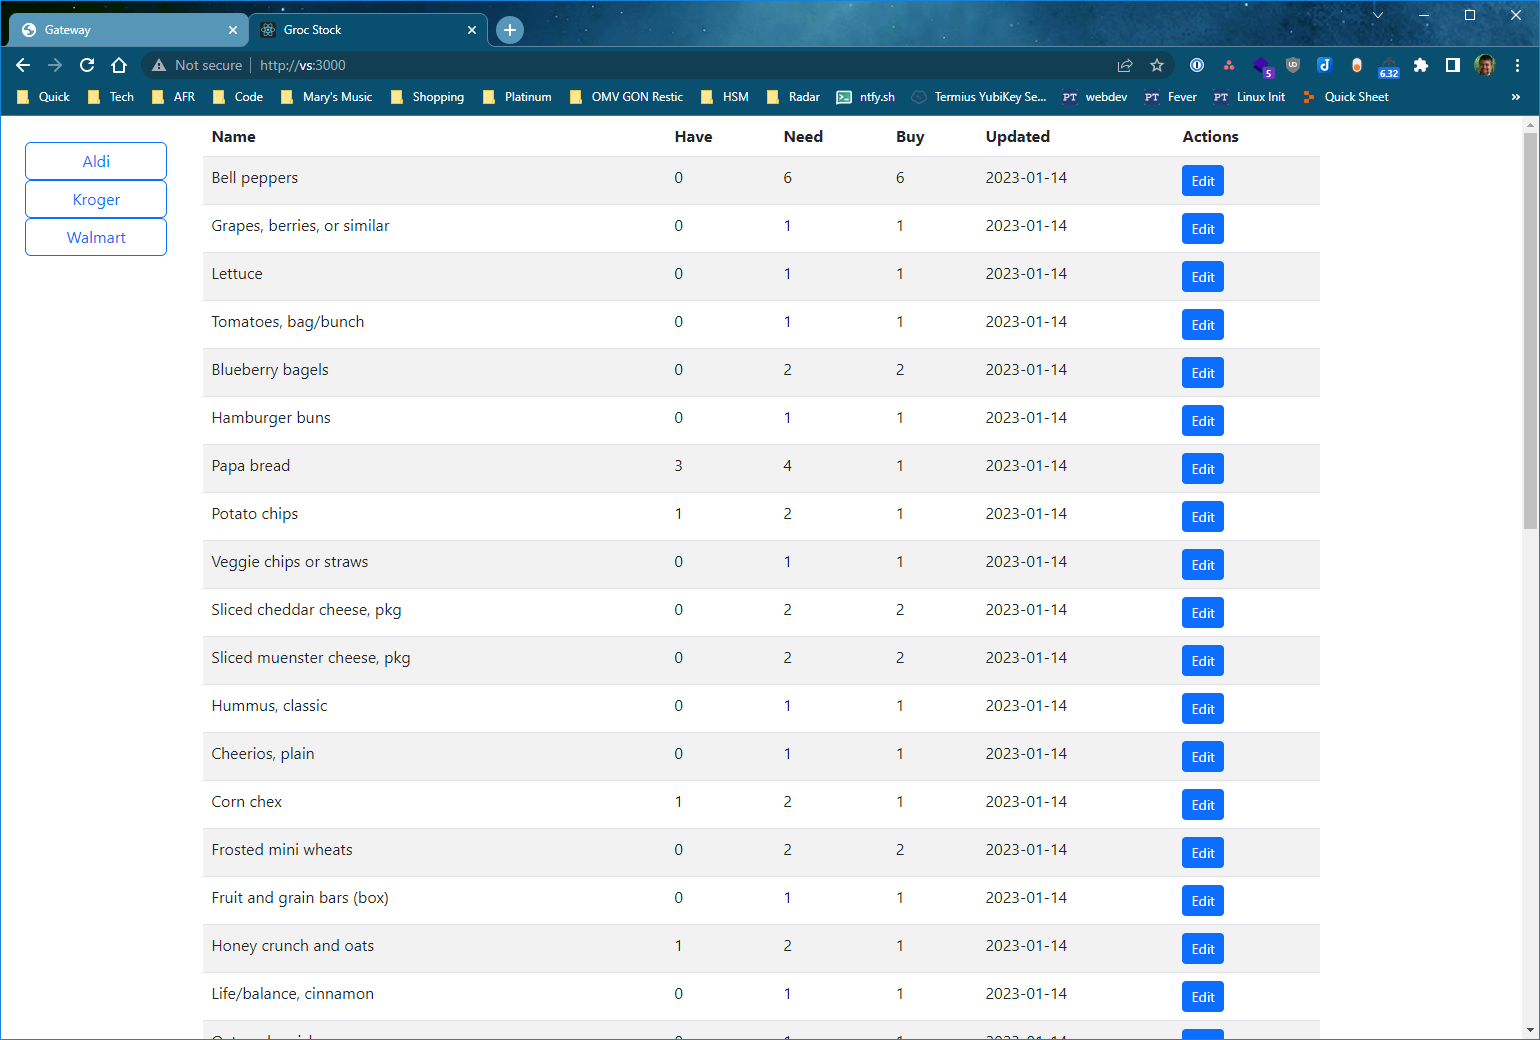 Gateway
Groc Stock
Not secure
http://vs:3000
5
6.32
Quick Tech AFR Code Mary's Music Shopping Platinum OMV GON Restic HSM Radar ntfy.sh Termius YubiKey Se... PT webdev PT Fever PT Linux Init Quick Sheet »
Aldi
Kroger
Walmart
Name Have Need Buy Updated Actions
Bell peppers 0 6 6 2023-01-14 Edit
Grapes, berries, or similar 0 1 1 2023-01-14 Edit
Lettuce 0 1 1 2023-01-14 Edit
Tomatoes, bag/bunch 0 1 1 2023-01-14 Edit
Blueberry bagels 0 2 2 2023-01-14 Edit
Hamburger buns 0 1 1 2023-01-14 Edit
Papa bread 3 4 1 2023-01-14 Edit
Potato chips 1 2 1 2023-01-14 Edit
Veggie chips or straws 0 1 1 2023-01-14 Edit
Sliced cheddar cheese, pkg 0 2 2 2023-01-14 Edit
Sliced muenster cheese, pkg 0 2 2 2023-01-14 Edit
Hummus, classic 0 1 1 2023-01-14 Edit
Cheerios, plain 0 1 1 2023-01-14 Edit
Corn chex 1 2 1 2023-01-14 Edit
Frosted mini wheats 0 2 2 2023-01-14 Edit
Fruit and grain bars (box) 0 1 1 2023-01-14 Edit
Honey crunch and oats 1 2 1 2023-01-14 Edit
Life/balance, cinnamon 0 1 1 2023-01-14 Edit